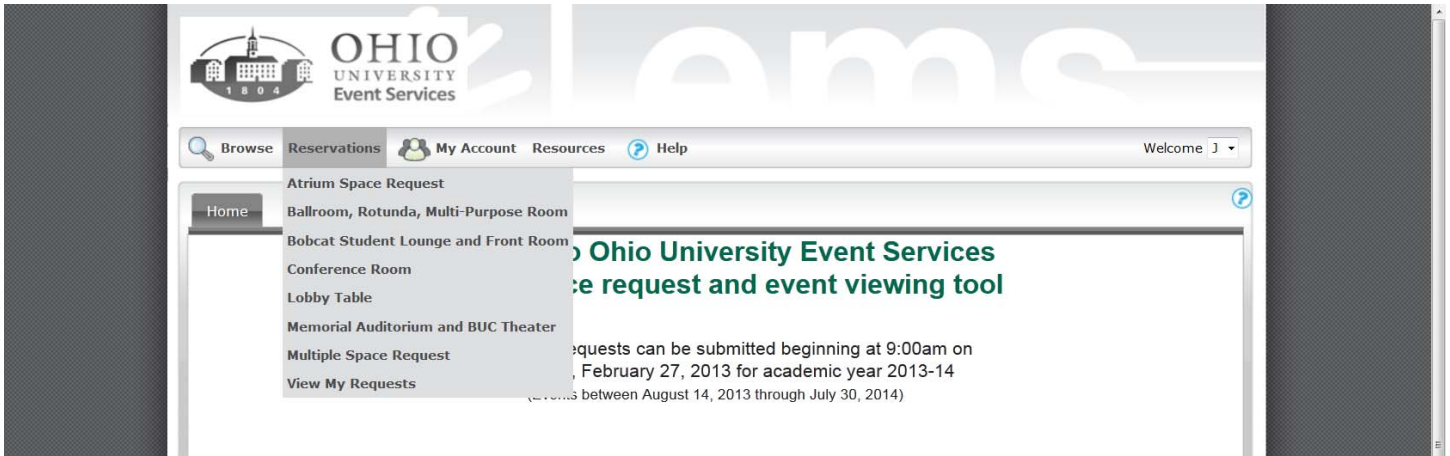 OHIO
UNIVERSITY
Event Services
1804
ems
Browse Reservations My Account Resources ? Help Welcome J
Atrium Space Request
Home
?
Ballroom, Rotunda, Multi-Purpose Room
Bobcat Student Lounge and Front Room
Conference Room
Lobby Table
Memorial Auditorium and BUC Theater
Multiple Space Request
View My Requests
Ohio University Event Services
request and event viewing tool
can be submitted beginning at 9:00am on
, February 27, 2013 for academic year 2013-14
between August 14, 2013 through July 30, 2014)